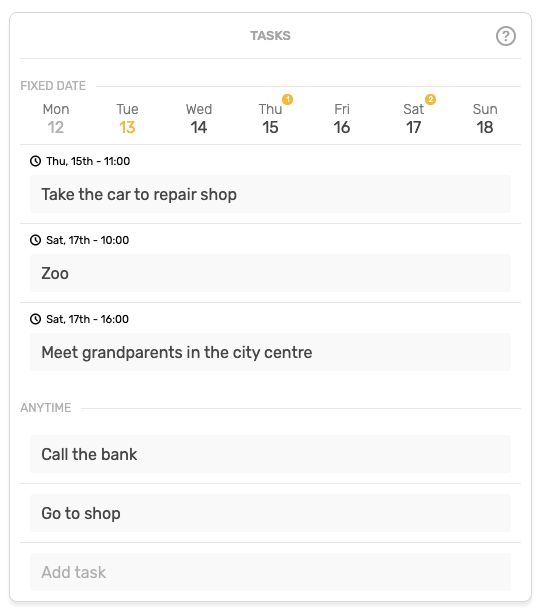 TASKS
?
FIXED DATE
Mon Tue Wed Thu 1 Fri Sat 2 Sun
12 13 14 15 16 17 18
Thu, 15th - 11:00
Take the car to repair shop
Sat, 17th - 10:00
Zoo
Sat, 17th - 16:00
Meet grandparents in the city centre
ANYTIME
Call the bank
Go to shop
Add task